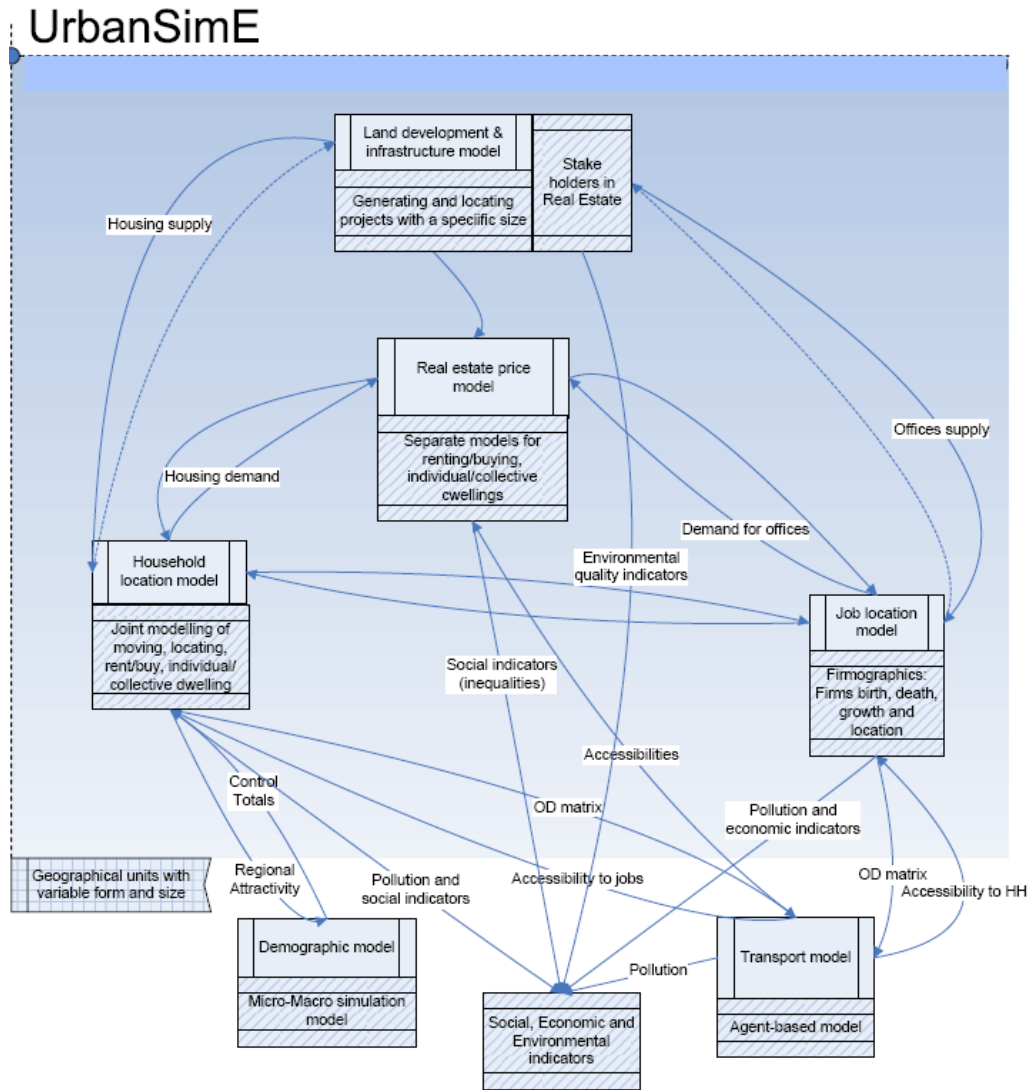 UrbanSimE
Land development &
infrastructure model
Generating and locating
projects with a speciific size
Stake
holders in
Real Estate
Housing supply
Real estate price
model
Separate models for
renting/buying,
individual/collective
cwellings
Offices supply
Housing demand
Demand for offices
Household
location model
Joint modelling of
moving, locating,
rent/buy, individual/
collective dwelling
Environmental
quality indicators
Job location
model
Firmographics:
Firms birth, death,
growth and
location
Social indicators
(inequalities)
Accessibilities
Control
Totals
OD matrix
Pollution and
economic indicators
Geographical units with
variable form and size
Regional
Attractivity
Pollution and
social indicators
Accessibility to jobs
OD matrix
Accessibility to HH
Demographic model
Micro-Macro simulation
model
Pollution
Transport model
Agent-based model
Social, Economic and
Environmental
indicators